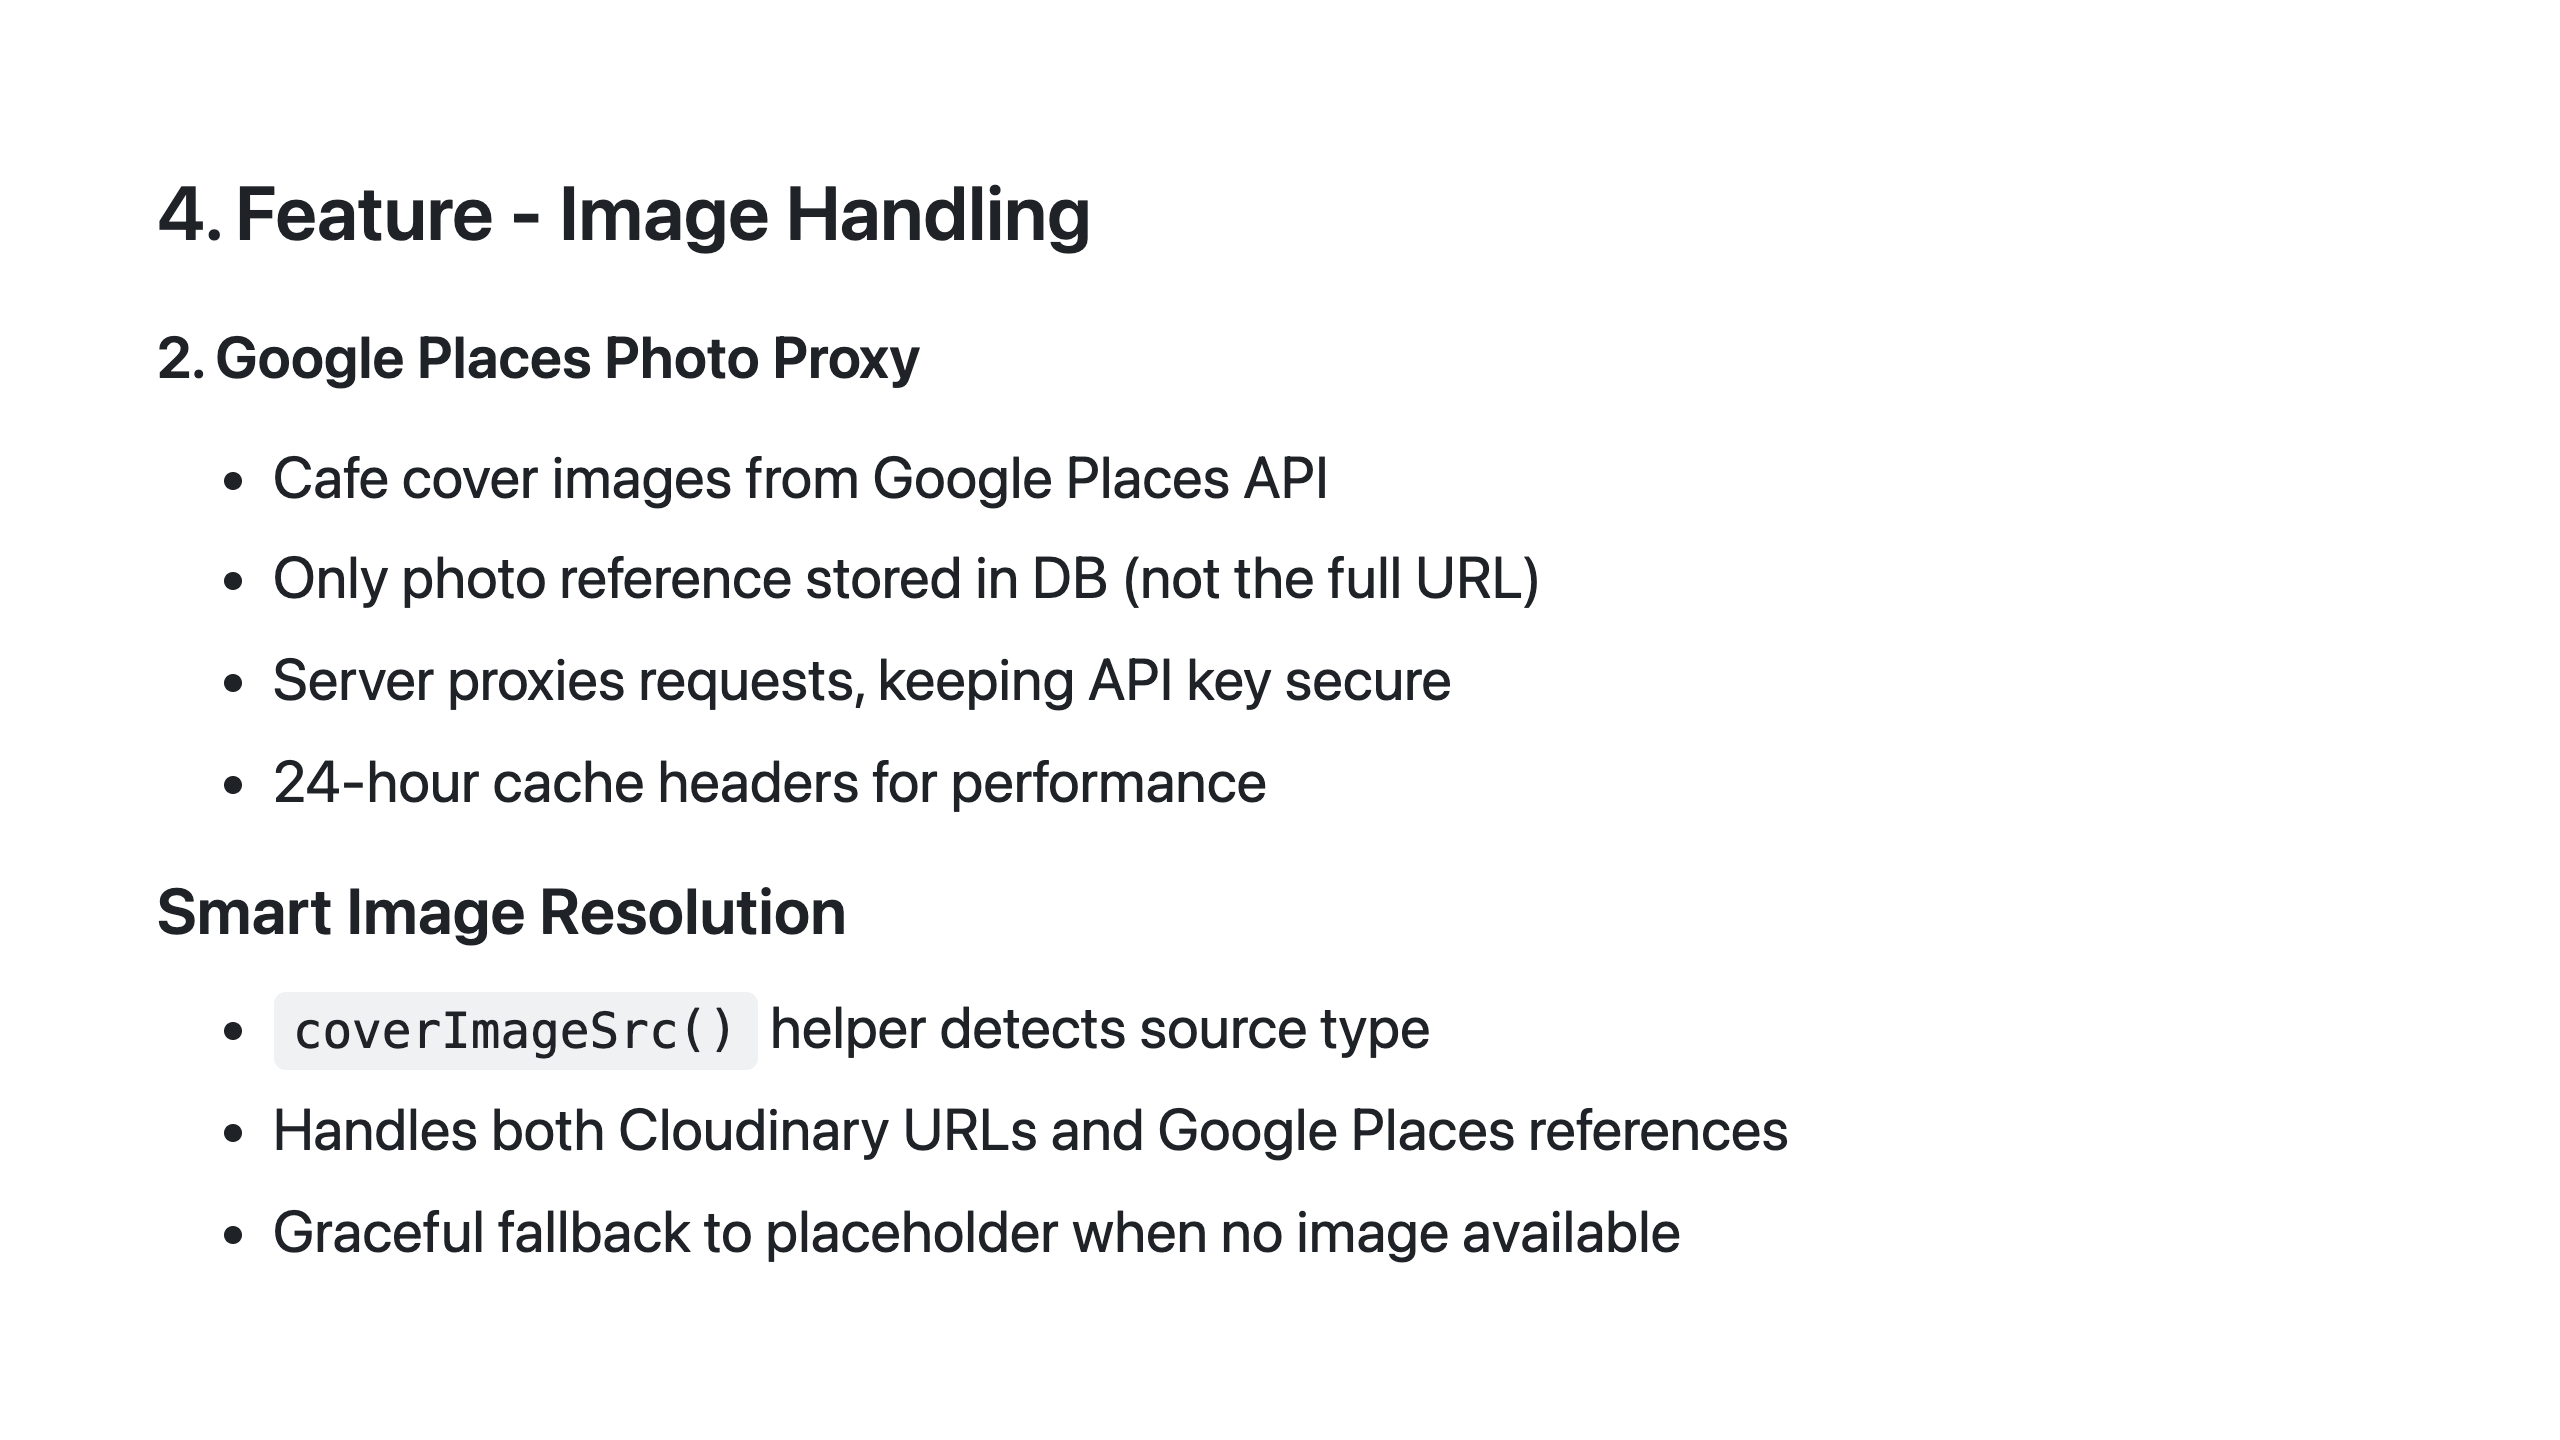 4. Feature - Image Handling
2. Google Places Photo Proxy
• Cafe cover images from Google Places API
• Only photo reference stored in DB (not the full URL)
• Server proxies requests, keeping API key secure
• 24-hour cache headers for performance
Smart Image Resolution
• coverImageSrc() helper detects source type
• Handles both Cloudinary URLs and Google Places references
• Graceful fallback to placeholder when no image available